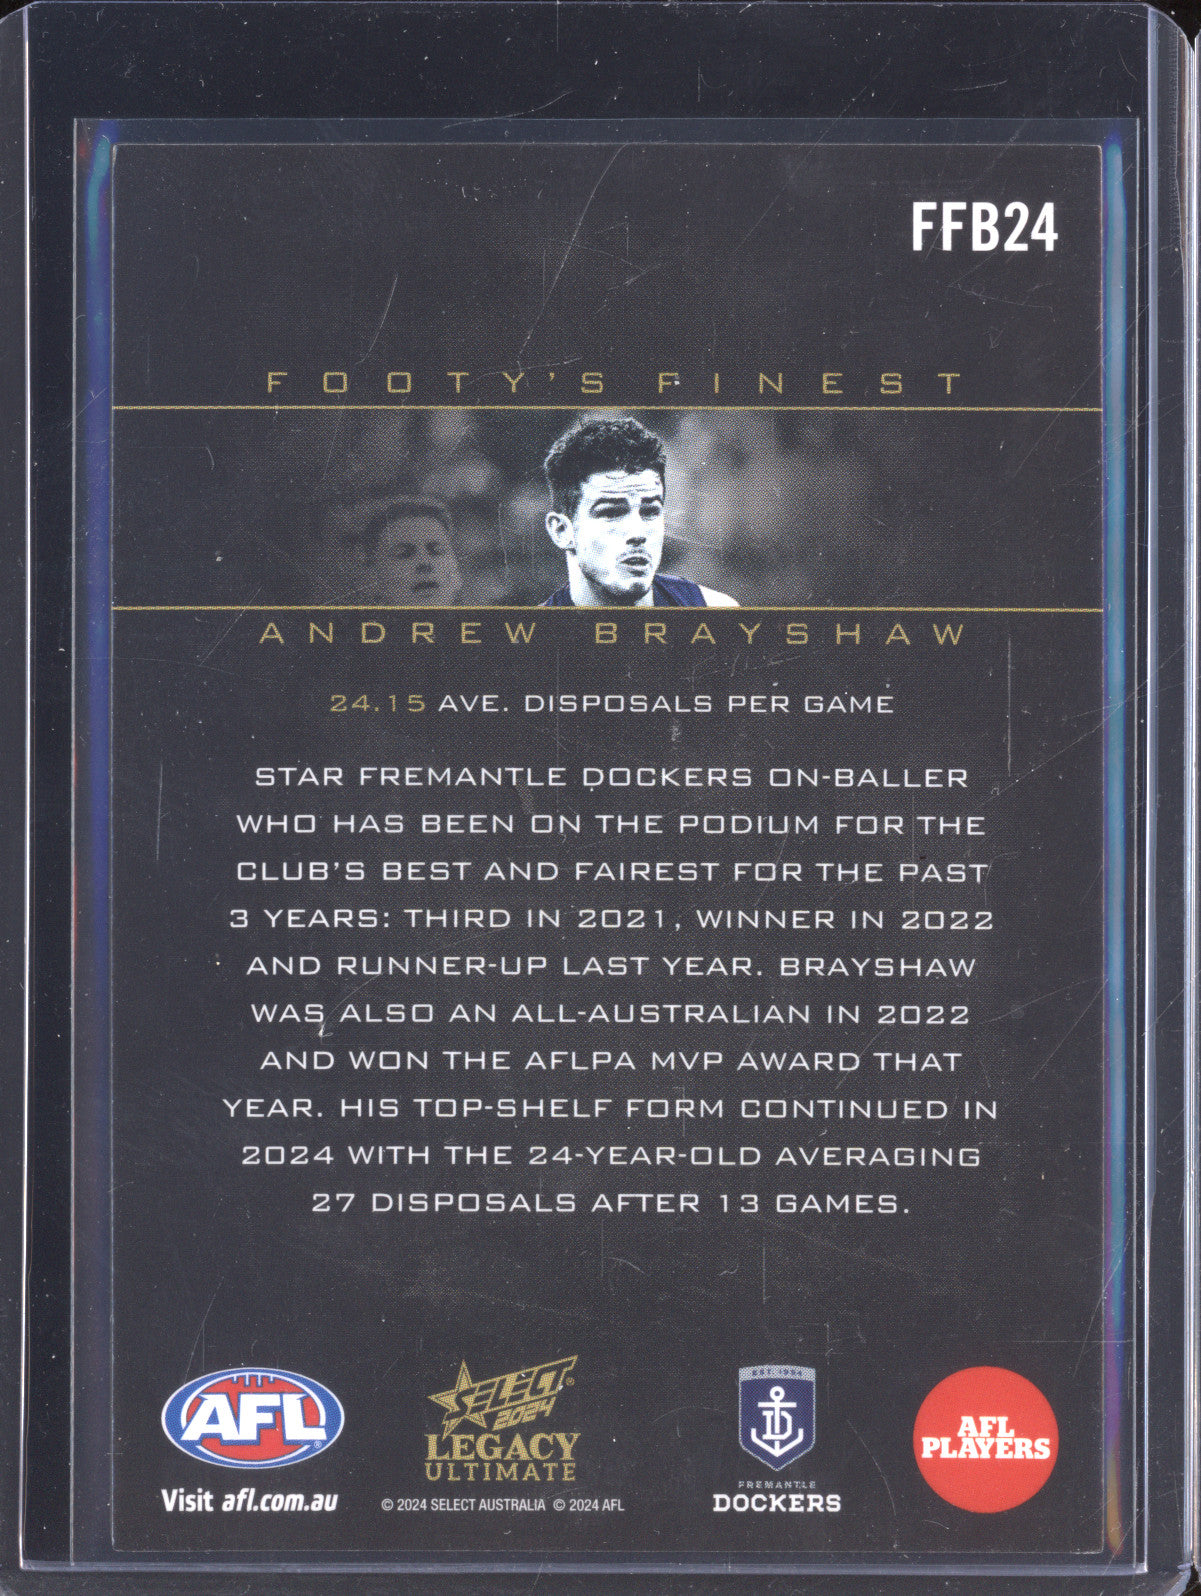 FFB24
FOOTY'S FINEST
ANDREW BRAYSHAW
24.15 AVE. DISPOSALS PER GAME
STAR FREMANTLE DOCKERS ON-BALLER
WHO HAS BEEN ON THE PODIUM FOR THE
CLUB'S BEST AND FAIREST FOR THE PAST
3 YEARS: THIRD IN 2021, WINNER IN 2022
AND RUNNER-UP LAST YEAR. BRAYSHAW
WAS ALSO AN ALL-AUSTRALIAN IN 2022
AND WON THE AFLPA MVP AWARD THAT
YEAR. HIS TOP-SHELF FORM CONTINUED IN
2024 WITH THE 24-YEAR-OLD AVERAGING
27 DISPOSALS AFTER 13 GAMES.
AFL®
Visit afl.com.au
SELECT®
2024
LEGACY
ULTIMATE
© 2024 SELECT AUSTRALIA © 2024 AFL
EST. 1994
FREMANTLE
DOCKERS
AFL
PLAYERS